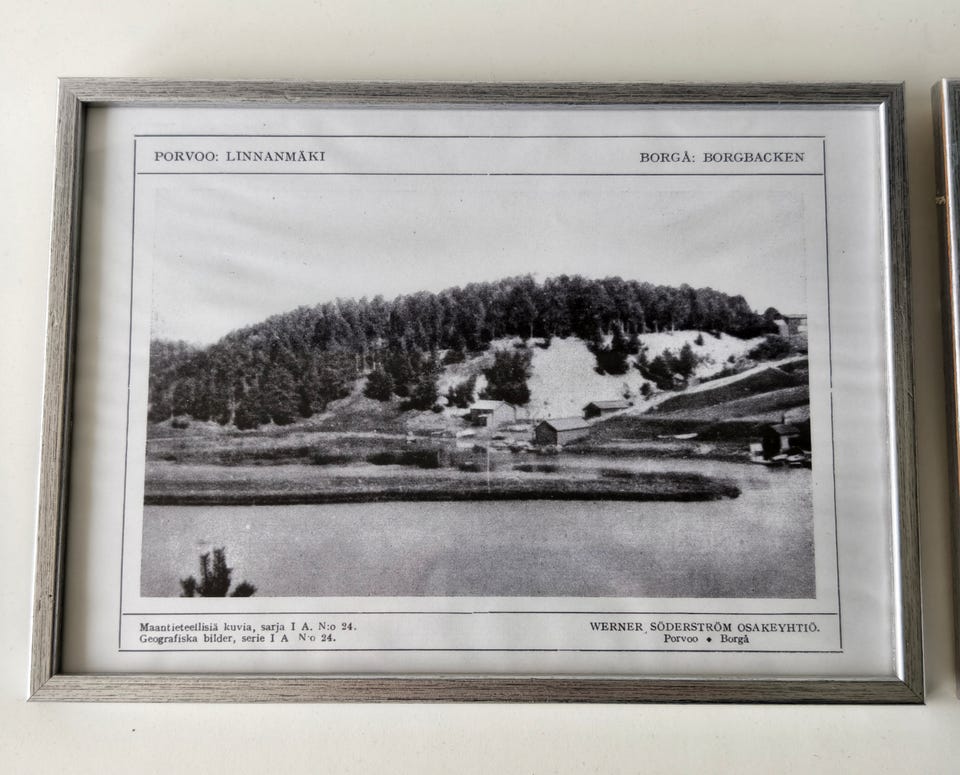 PORVOO: LINNANMÄKI
BORGÅ: BORGBACKEN
Maantieteellisiä kuvia, sarja I A. N:o 24.
Geografiska bilder, serie I A N:o 24.
WERNER SÖDERSTRÖM OSAKEYHTIÖ.
Porvoo ◆ Borgå